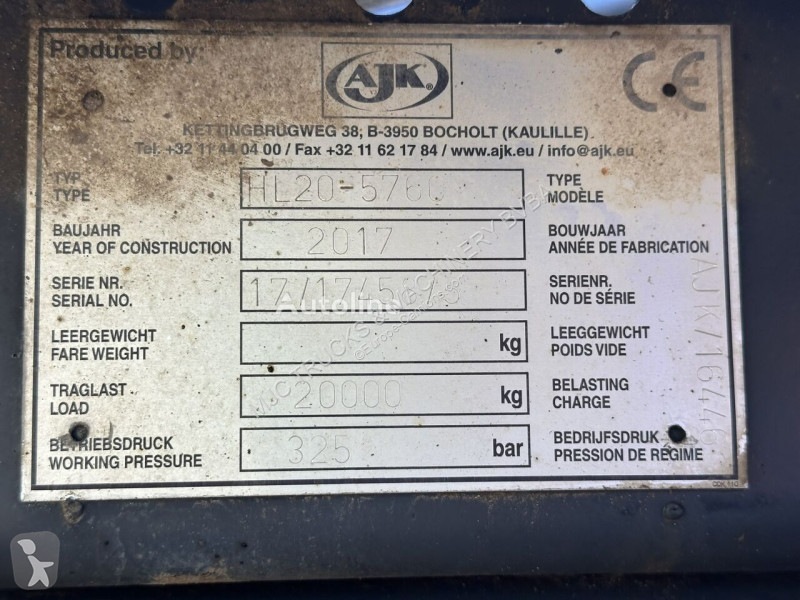 Produced by:
AJK ®
CE
KETTINGBRUGWEG 38; B-3950 BOCHOLT (KAULILLE)
Tel. +32 11 44 04 00 / Fax +32 11 62 17 84 / www.ajk.eu / info@ajk.eu
TYP TYPE HL20-5760 TYPE MODÈLE
BAUJAHR YEAR OF CONSTRUCTION 2017 BOUWJAAR ANNÉE DE FABRICATION
SERIE NR. SERIAL NO. SERIENR. NO DE SÉRIE
LEERGEWICHT FARE WEIGHT kg LEEGGEWICHT POIDS VIDE
TRAGLAST LOAD 20000 kg BELASTING CHARGE
BETRIEBSDRUCK WORKING PRESSURE 325 bar BEDRIJFSDRUK PRESSION DE REGIME
Autoline